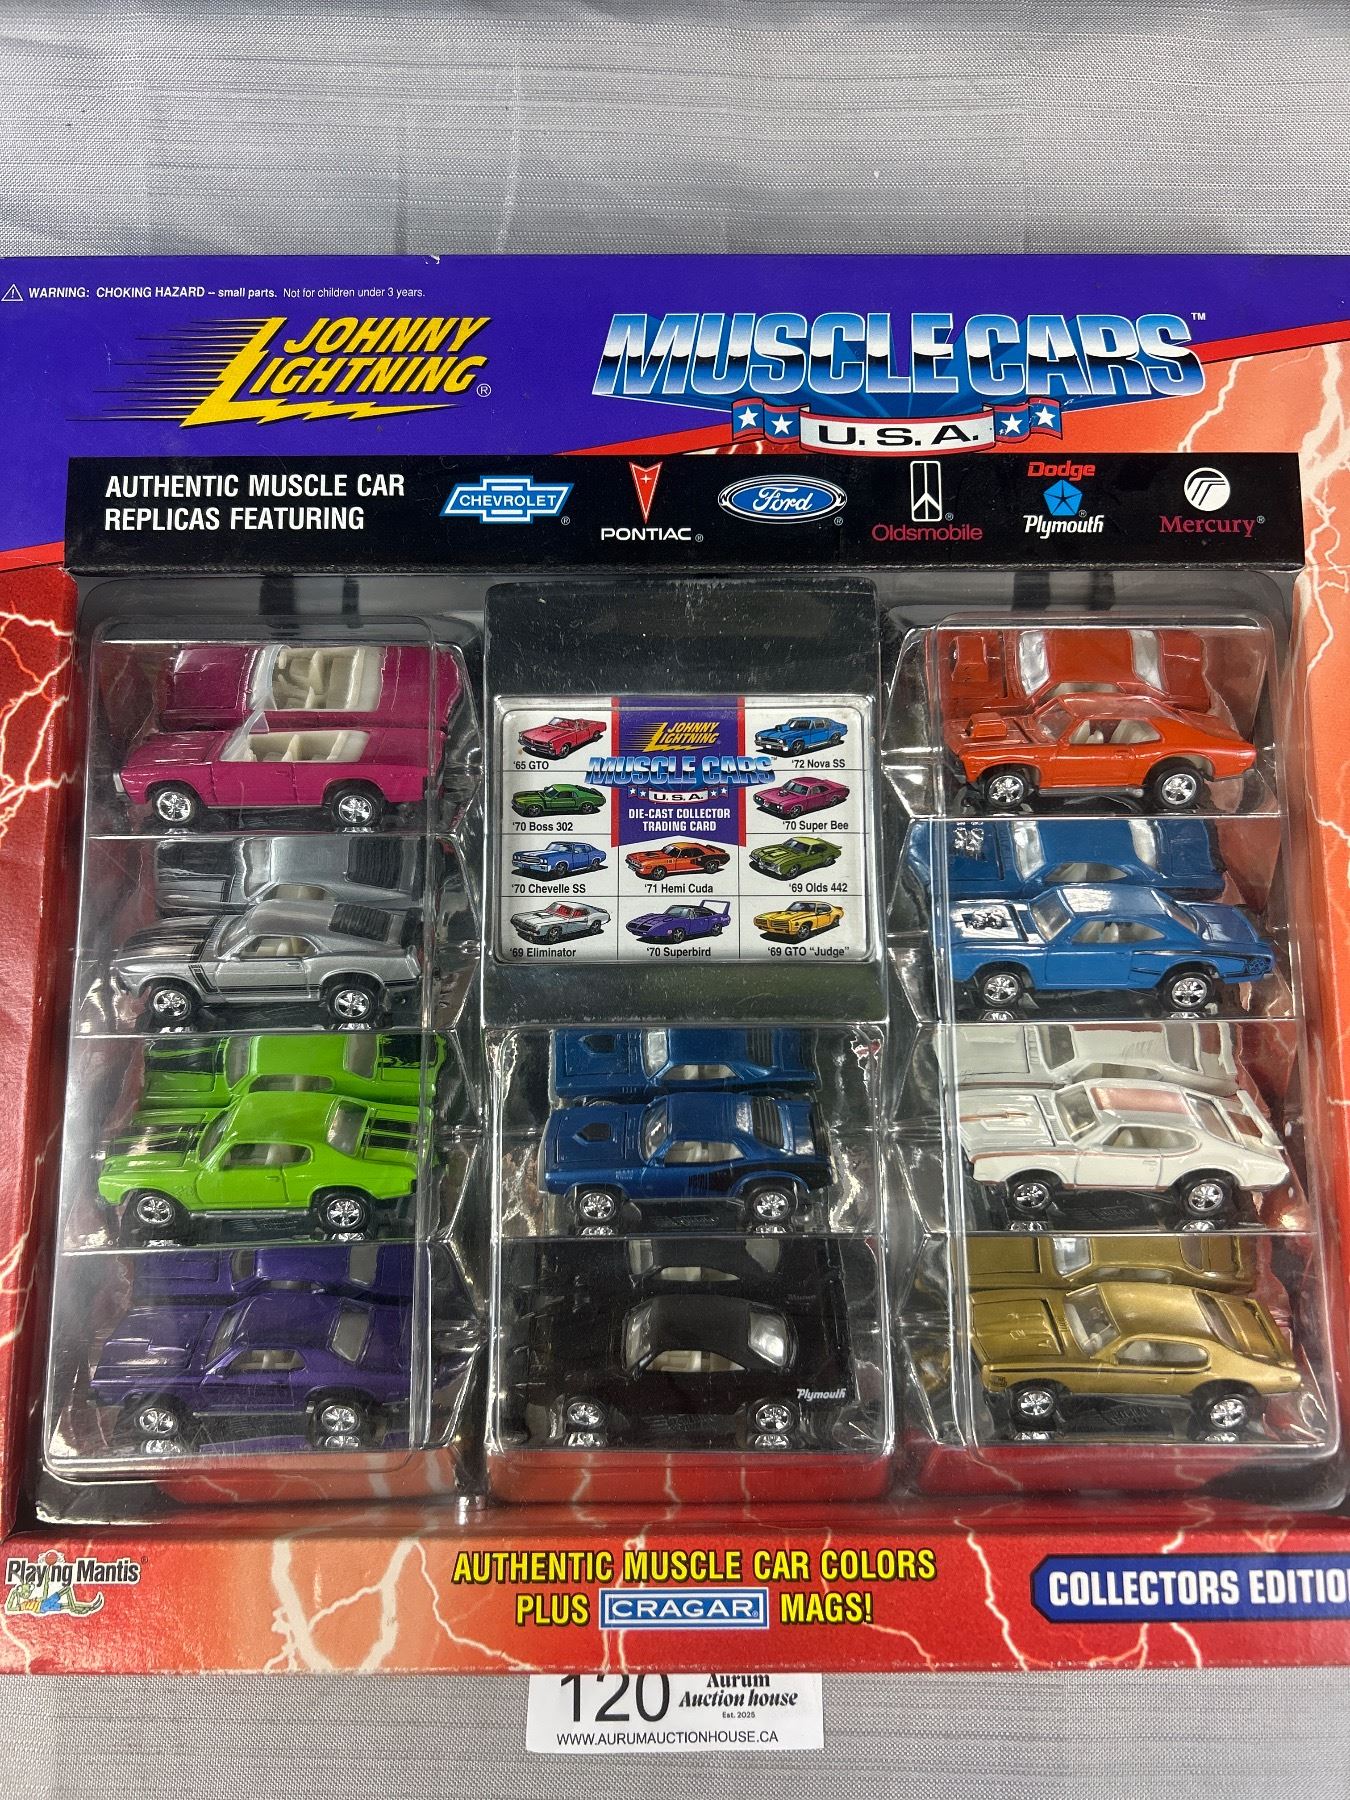 WARNING: CHOKING HAZARD -- small parts. Not for children under 3 years.
JOHNNY
LIGHTNING®
MUSCLE CARS™
U.S.A.
AUTHENTIC MUSCLE CAR
REPLICAS FEATURING
CHEVROLET®
PONTIAC®
Ford®
Oldsmobile®
Dodge
Plymouth®
Mercury®
JOHNNY
LIGHTNING
MUSCLE CARS
U.S.A.
DIE-CAST COLLECTOR
TRADING CARD
'65 GTO
'72 Nova SS
'70 Boss 302
'70 Super Bee
'70 Chevelle SS
'71 Hemi Cuda
'69 Olds 442
'69 Eliminator
'70 Superbird
'69 GTO "Judge"
Plymouth
Playing Mantis®
AUTHENTIC MUSCLE CAR COLORS
PLUS CRAGAR® MAGS!
COLLECTORS EDITIO
120
Aurum
Auction house
Est. 2025
WWW.AURUMAUCTIONHOUSE.CA